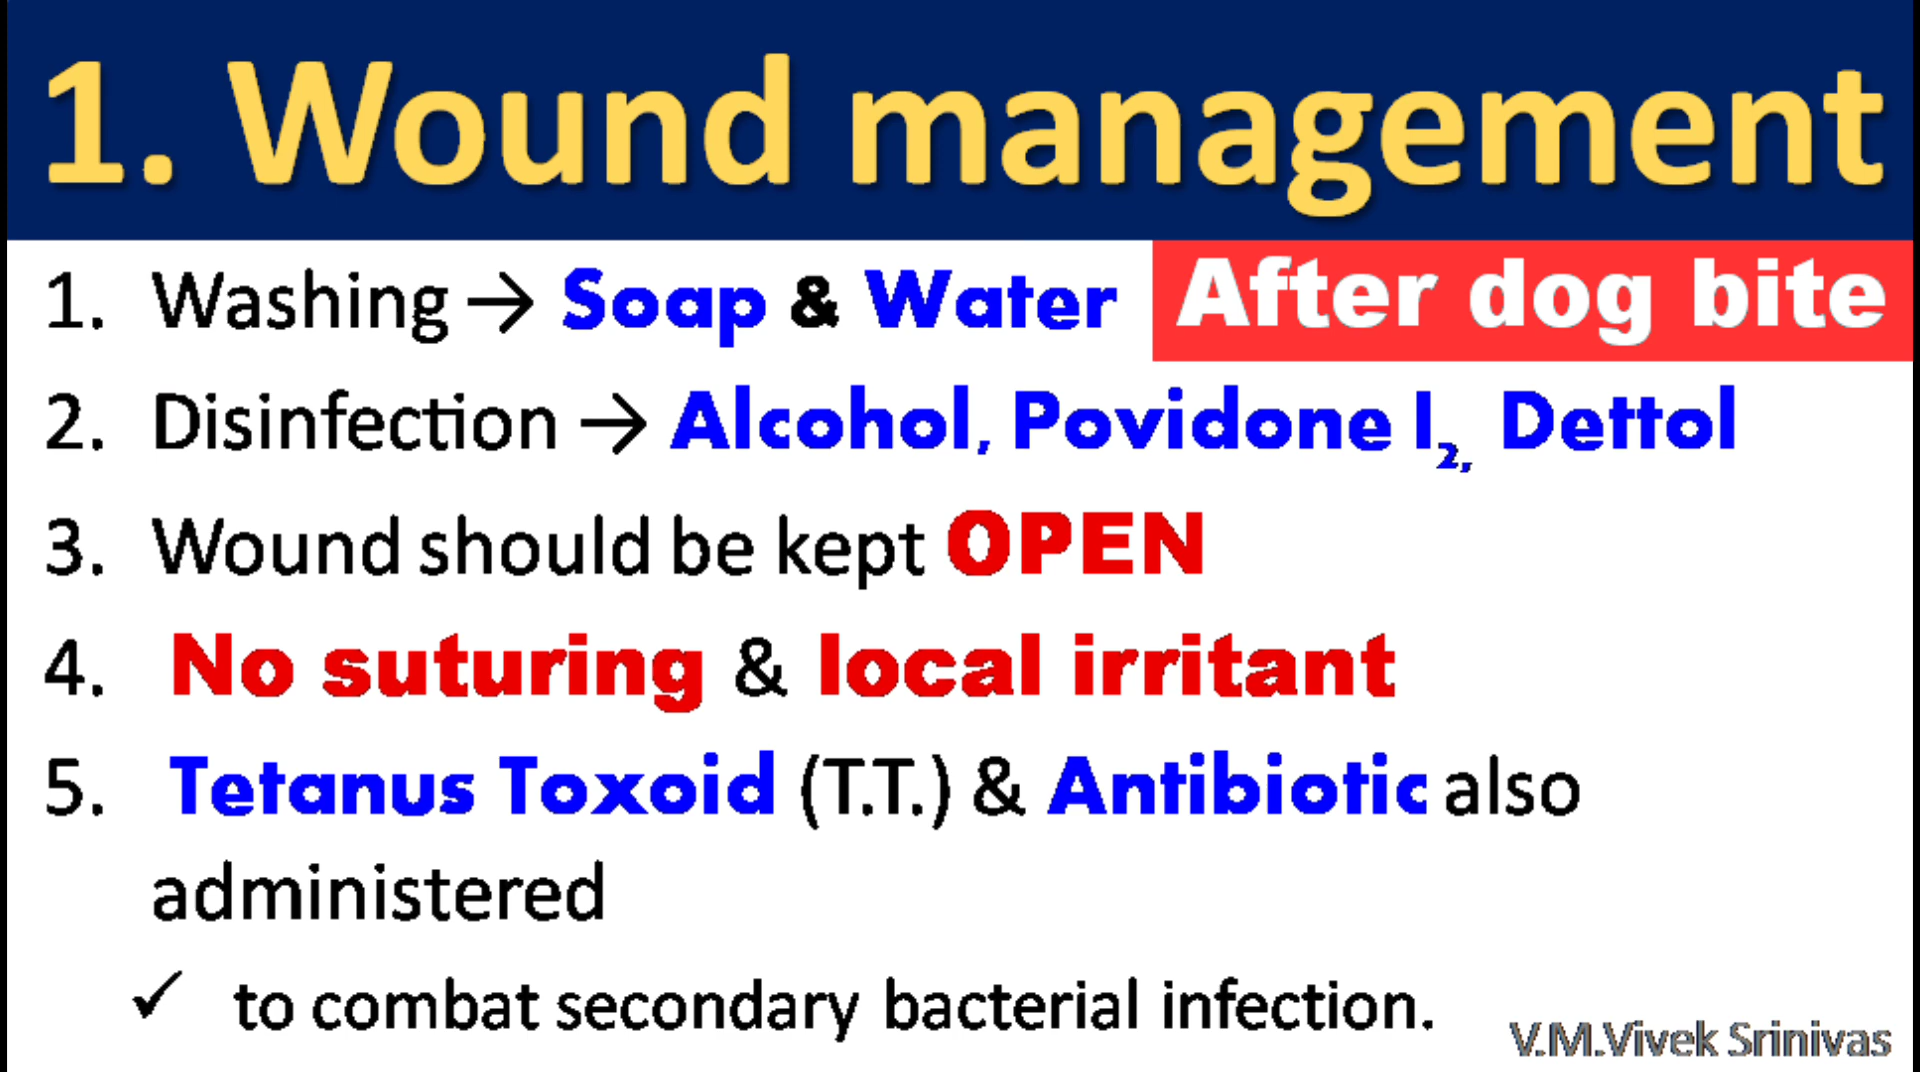 1. Wound management
1. Washing → Soap & Water After dog bite
2. Disinfection → Alcohol, Povidone I₂, Dettol
3. Wound should be kept OPEN
4. No suturing & local irritant
5. Tetanus Toxoid (T.T.) & Antibiotic also
administered
✓ to combat secondary bacterial infection.
V.M.Vivek Srinivas